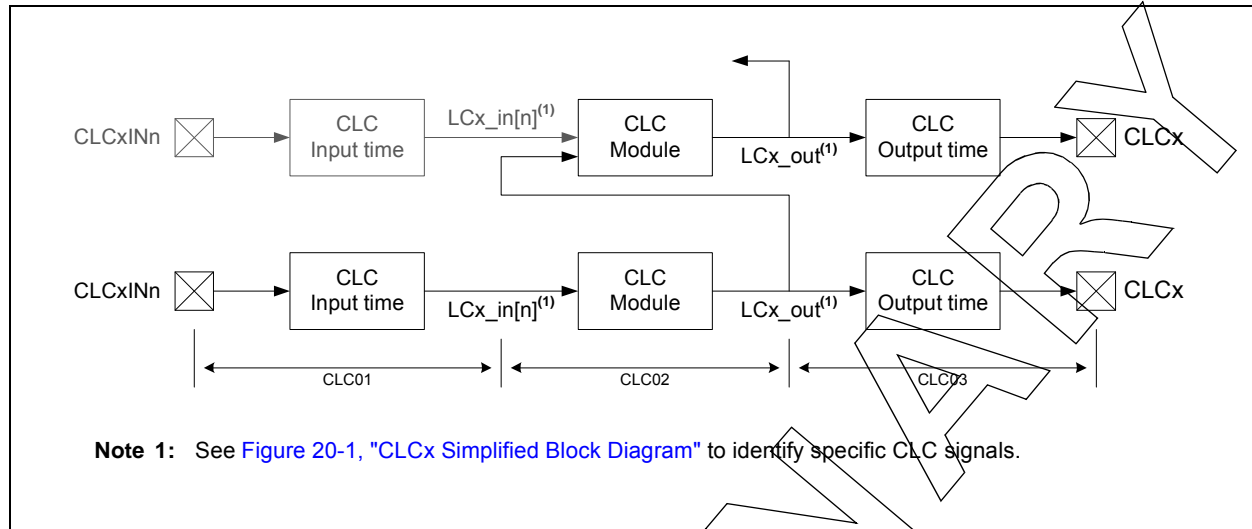 CLCxINn
CLC
Input time
LCx_in[n](1)
CLC
Module
LCx_out(1)
CLC
Output time
CLCx
CLCxINn
CLC
Input time
LCx_in[n](1)
CLC
Module
LCx_out(1)
CLC
Output time
CLCx
CLC01
CLC02
CLC03
Note 1: See Figure 20-1, "CLCx Simplified Block Diagram" to identify specific CLC signals.
NARY